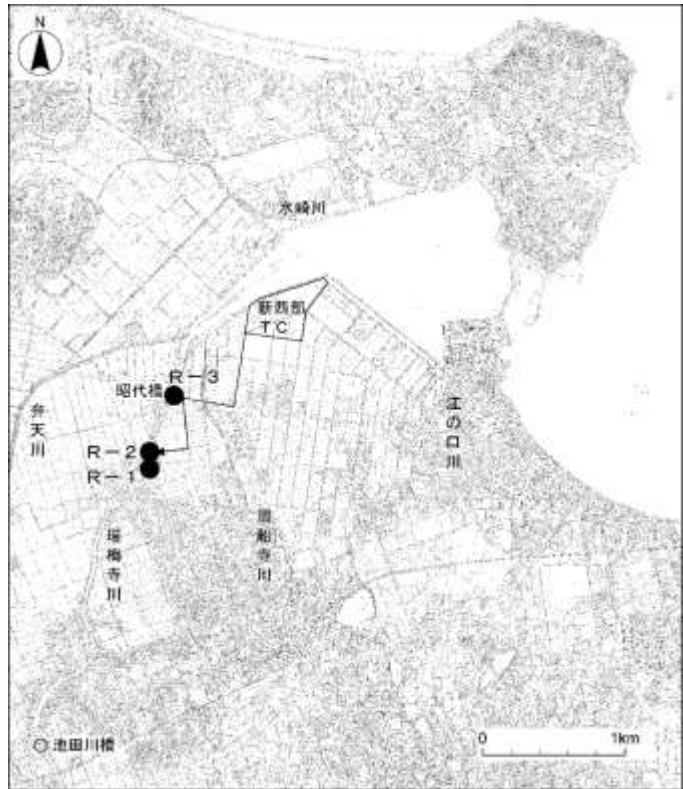 N
水崎川
新西部
TC
R-3
昭代橋
弁天川
江の口川
R-2
R-1
瑞梅寺川
周船寺川
池田川橋
0 1km